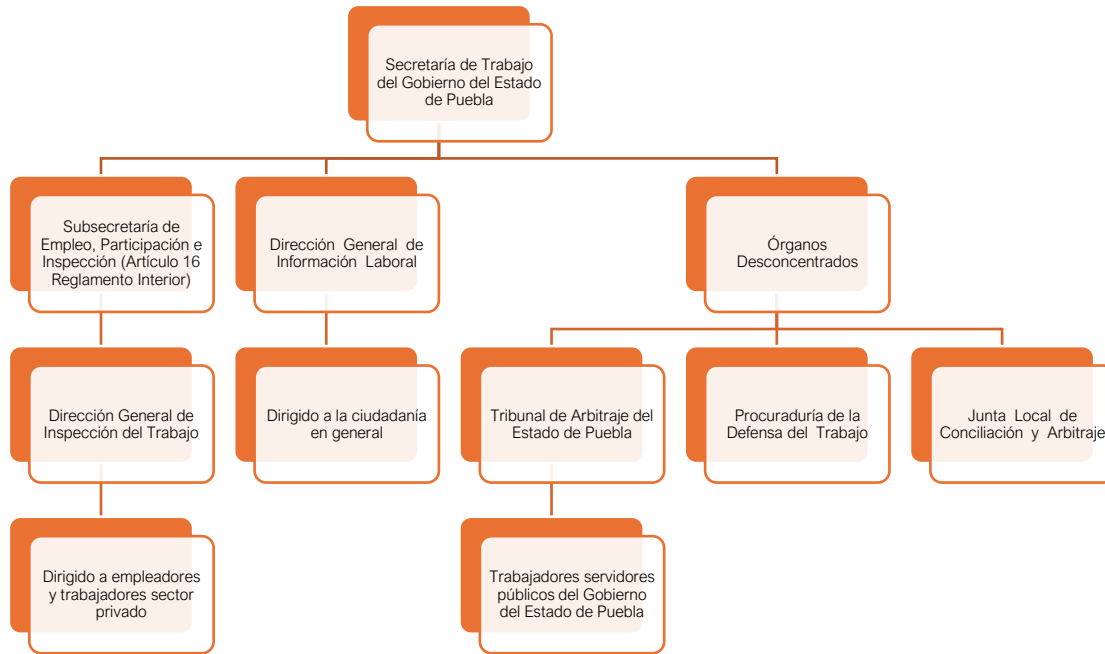 Secretaría de Trabajo
del Gobierno del Estado
de Puebla
Subsecretaría de
Empleo, Participación e
Inspección (Artículo 16
Reglamento Interior)
Dirección General de
Información Laboral
Órganos
Desconcentrados
Dirección General de
Inspección del Trabajo
Dirigido a la ciudadanía
en general
Tribunal de Arbitraje del
Estado de Puebla
Procuraduría de la
Defensa del Trabajo
Junta Local de
Conciliación y Arbitraje
Dirigido a empleadores
y trabajadores sector
privado
Trabajadores servidores
públicos del Gobierno
del Estado de Puebla